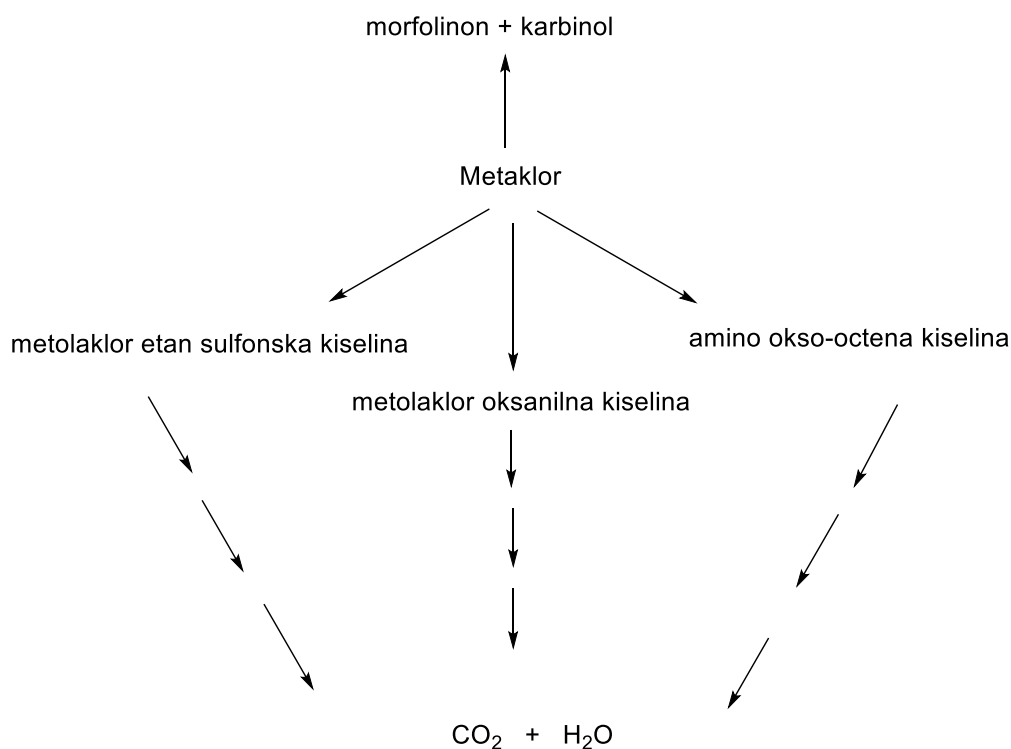 morfolinon + karbinol
Metaklor
metolaklor etan sulfonska kiselina
amino okso-octena kiselina
metolaklor oksanilna kiselina
CO₂ + H₂O